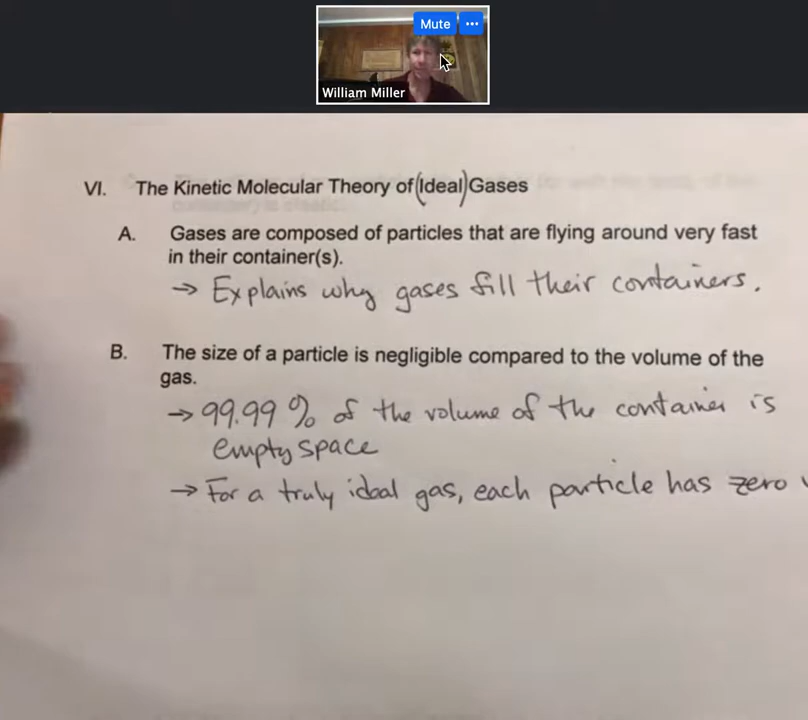 Mute
William Miller
VI. The Kinetic Molecular Theory of (Ideal) Gases
A. Gases are composed of particles that are flying around very fast
in their container(s).
→ Explains why gases fill their containers.
B. The size of a particle is negligible compared to the volume of the
gas.
→ 99.99 % of the volume of the container is
empty space
→ For a truly ideal gas, each particle has zero